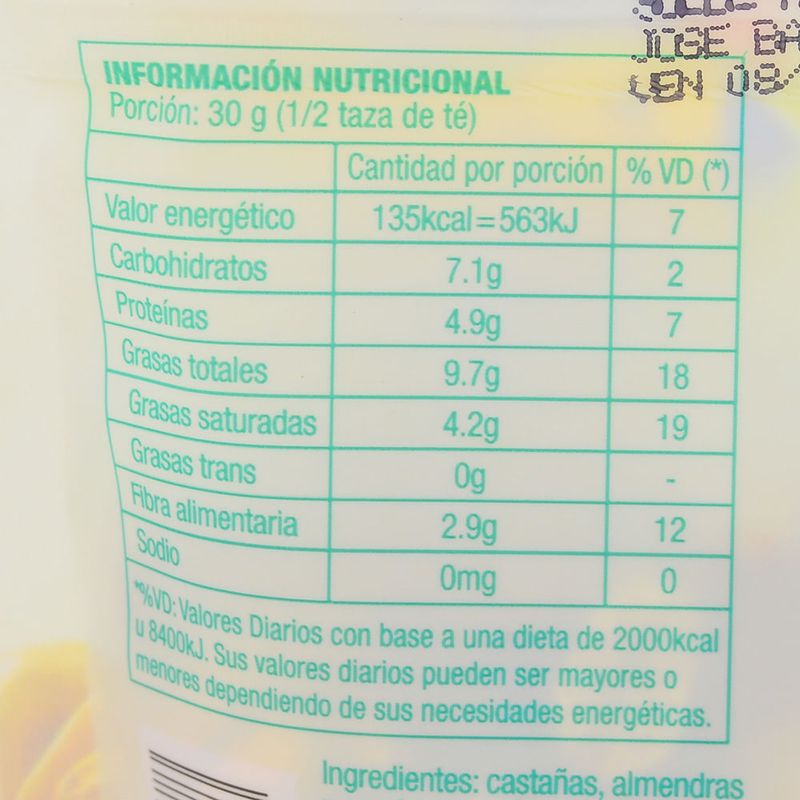 INFORMACIÓN NUTRICIONAL
Porción: 30 g (1/2 taza de té)
Cantidad por porción % VD (*)
Valor energético 135kcal=563kJ 7
Carbohidratos 7.1g 2
Proteínas 4.9g 7
Grasas totales 9.7g 18
Grasas saturadas 4.2g 19
Grasas trans 0g -
Fibra alimentaria 2.9g 12
Sodio 0mg 0
*%VD: Valores Diarios con base a una dieta de 2000kcal
u 8400kJ. Sus valores diarios pueden ser mayores o
menores dependiendo de sus necesidades energéticas.
Ingredientes: castañas, almendras